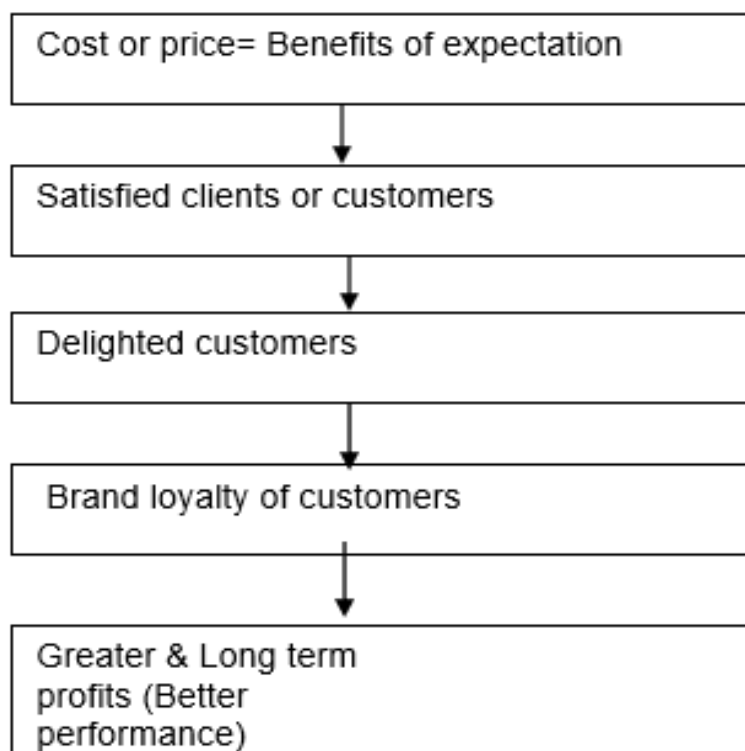 Cost or price= Benefits of expectation
Satisfied clients or customers
Delighted customers
Brand loyalty of customers
Greater & Long term
profits (Better
performance)